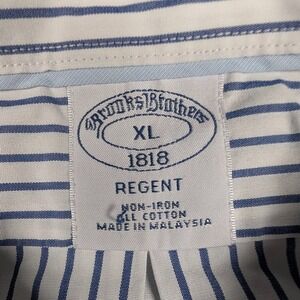 Brooks Brothers
XL
1818
REGENT
NON-IRON
ALL COTTON
MADE IN MALAYSIA